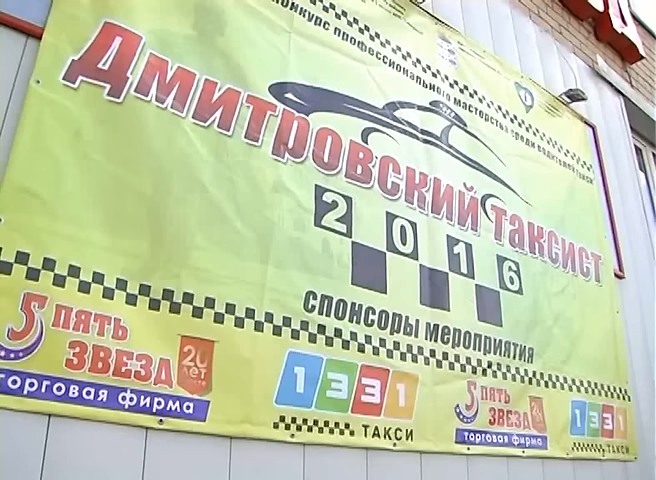 конкурс профессионального мастерства среди водителей такси
Дмитровский таксист
2016
спонсоры мероприятия
5 ПЯТЬ ЗВЕЗД
20 лет
торговая фирма
1331
ТАКСИ
5 ПЯТЬ ЗВЕЗД
торговая фирма
1331
ТАКСИ